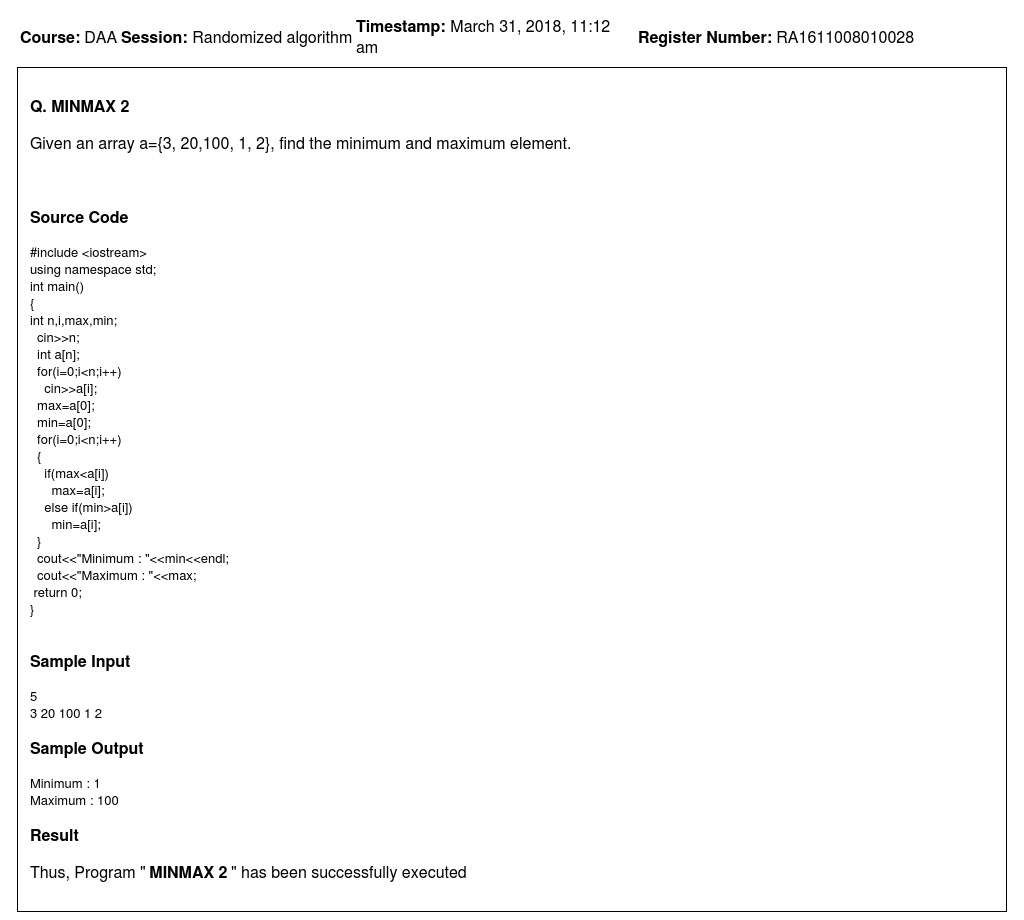 Course: DAA Session: Randomized algorithm Timestamp: March 31, 2018, 11:12
am Register Number: RA1611008010028
Q. MINMAX 2
Given an array a={3, 20,100, 1, 2}, find the minimum and maximum element.
Source Code
#include <iostream>
using namespace std;
int main()
{
int n,i,max,min;
  cin>>n;
  int a[n];
  for(i=0;i<n;i++)
    cin>>a[i];
  max=a[0];
  min=a[0];
  for(i=0;i<n;i++)
  {
    if(max<a[i])
      max=a[i];
    else if(min>a[i])
      min=a[i];
  }
  cout<<"Minimum : "<<min<<endl;
  cout<<"Maximum : "<<max;
 return 0;
}
Sample Input
5
3 20 100 1 2
Sample Output
Minimum : 1
Maximum : 100
Result
Thus, Program " MINMAX 2 " has been successfully executed